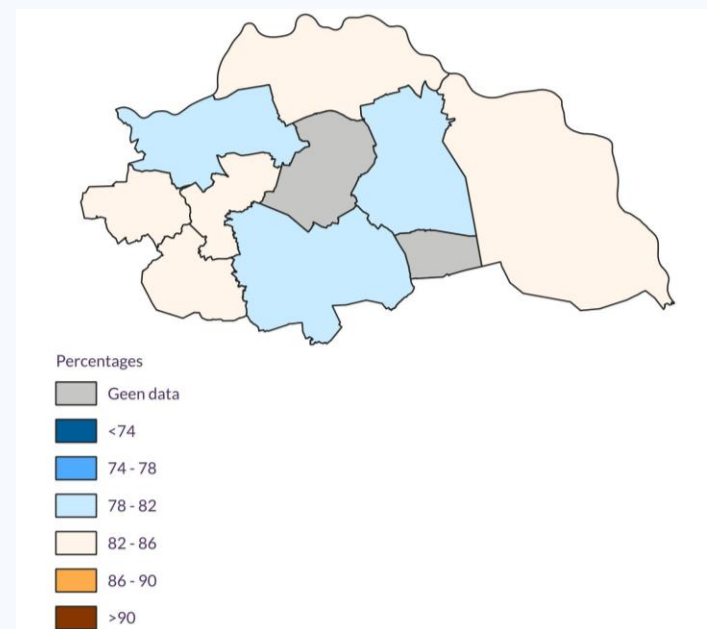 Percentages
Geen data
<74
74 - 78
78 - 82
82 - 86
86 - 90
>90